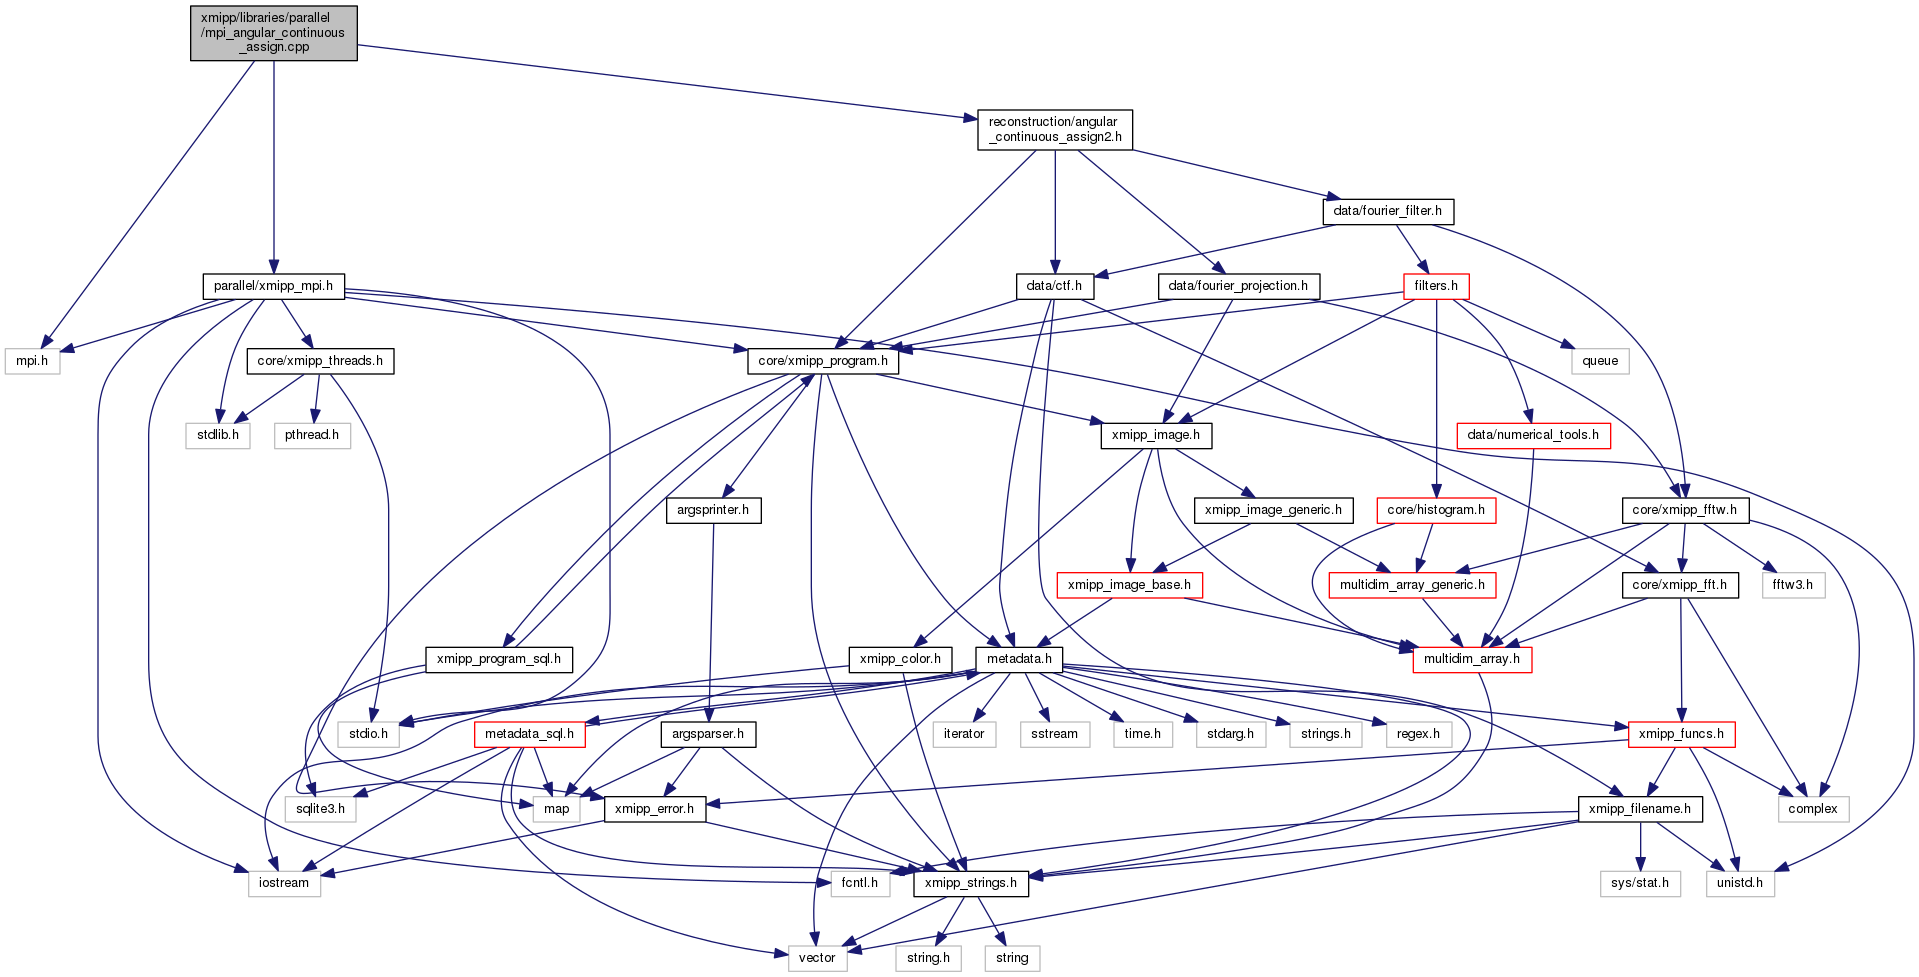 xmipp/libraries/parallel
/mpi_angular_continuous
_assign.cpp
reconstruction/angular
_continuous_assign2.h
data/fourier_filter.h
parallel/xmipp_mpi.h
data/ctf.h
data/fourier_projection.h
filters.h
mpi.h
core/xmipp_threads.h
core/xmipp_program.h
queue
stdlib.h
pthread.h
xmipp_image.h
data/numerical_tools.h
argsprinter.h
xmipp_image_generic.h
core/histogram.h
core/xmipp_fftw.h
xmipp_image_base.h
multidim_array_generic.h
core/xmipp_fft.h
fftw3.h
xmipp_program_sql.h
xmipp_color.h
metadata.h
multidim_array.h
stdio.h
metadata_sql.h
argsparser.h
iterator
sstream
time.h
stdarg.h
strings.h
regex.h
xmipp_funcs.h
sqlite3.h
map
xmipp_error.h
xmipp_filename.h
complex
iostream
fcntl.h
xmipp_strings.h
sys/stat.h
unistd.h
vector
string.h
string